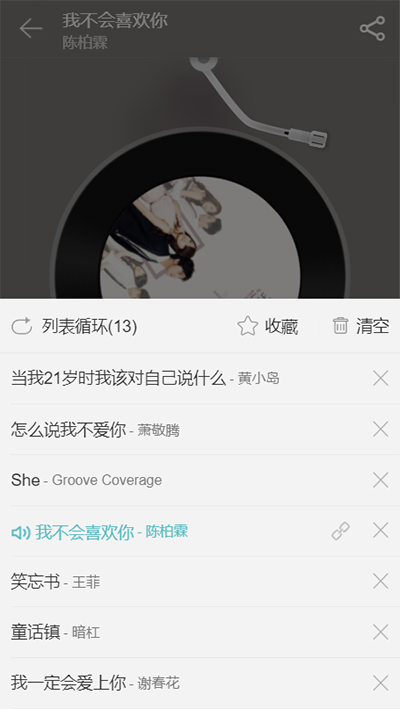 我不会喜欢你
陈柏霖
列表循环(13) 收藏 清空
当我21岁时我该对自己说什么 - 黄小岛
怎么说我不爱你 - 萧敬腾
She - Groove Coverage
我不会喜欢你 - 陈柏霖
笑忘书 - 王菲
童话镇 - 暗杠
我一定会爱上你 - 谢春花